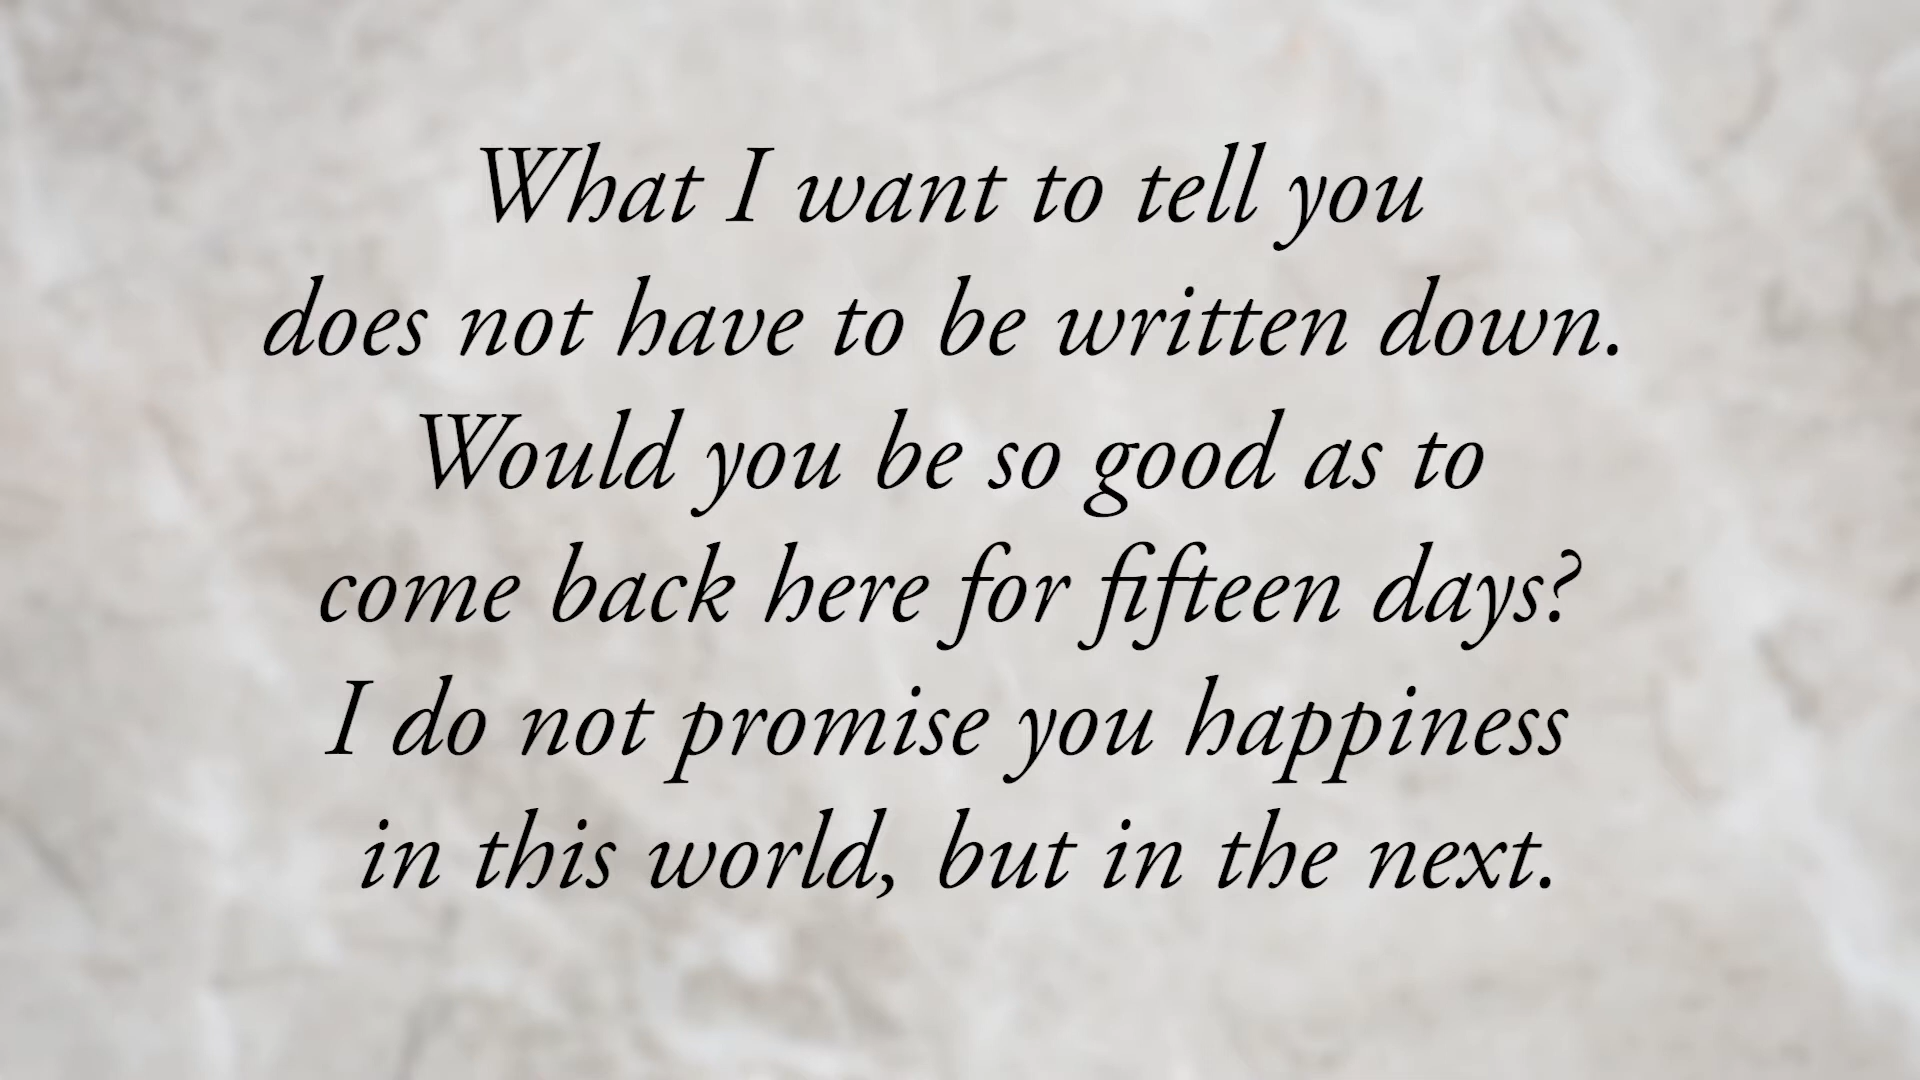 What I want to tell you
does not have to be written down.
Would you be so good as to
come back here for fifteen days?
I do not promise you happiness
in this world, but in the next.